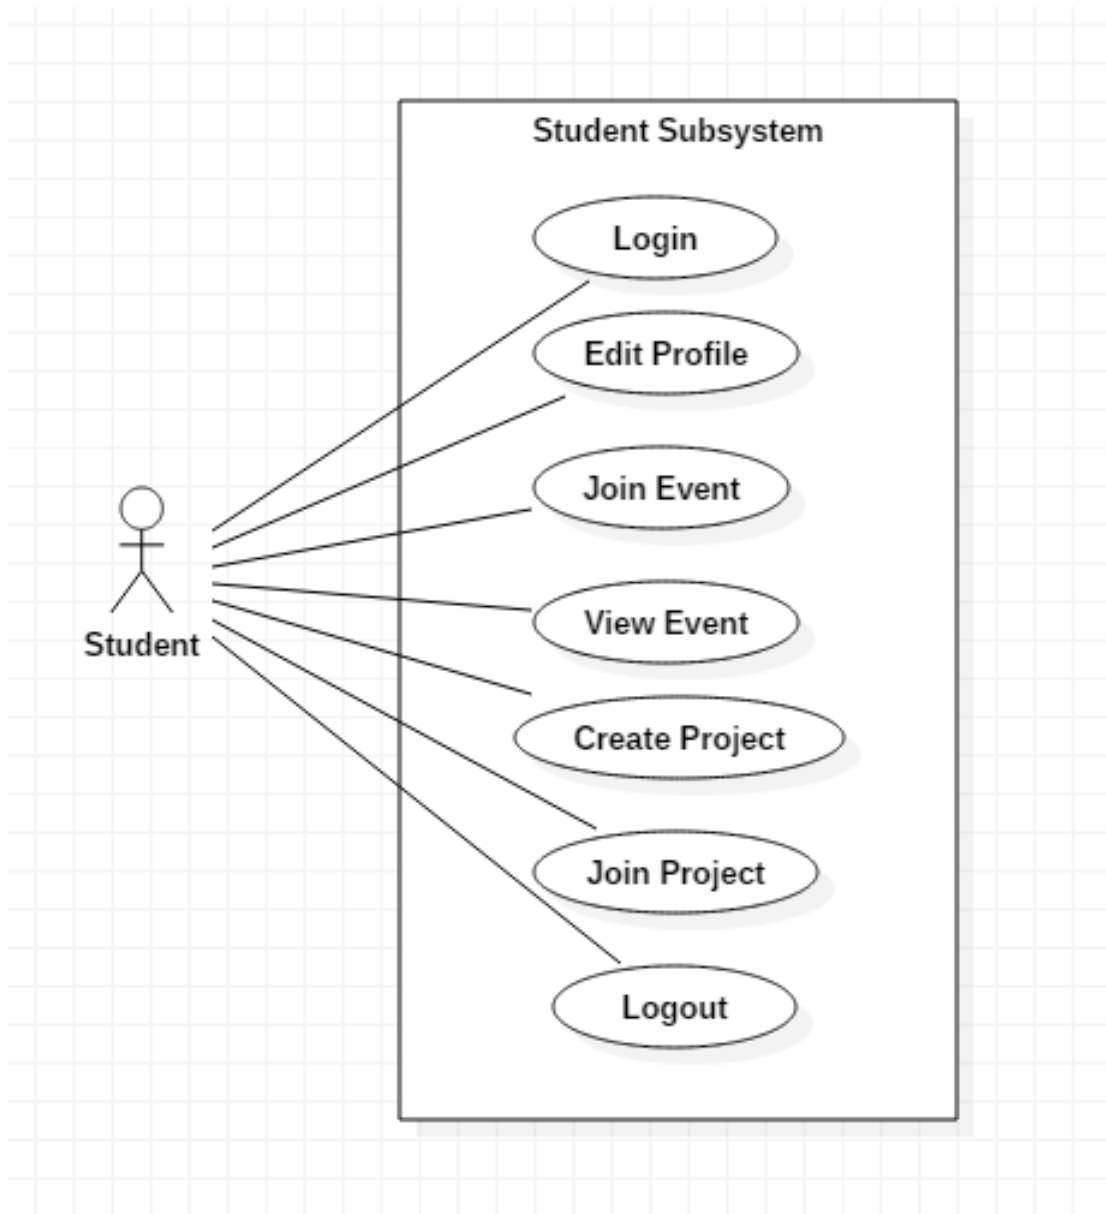 Student Subsystem
Login
Edit Profile
Join Event
View Event
Student
Create Project
Join Project
Logout